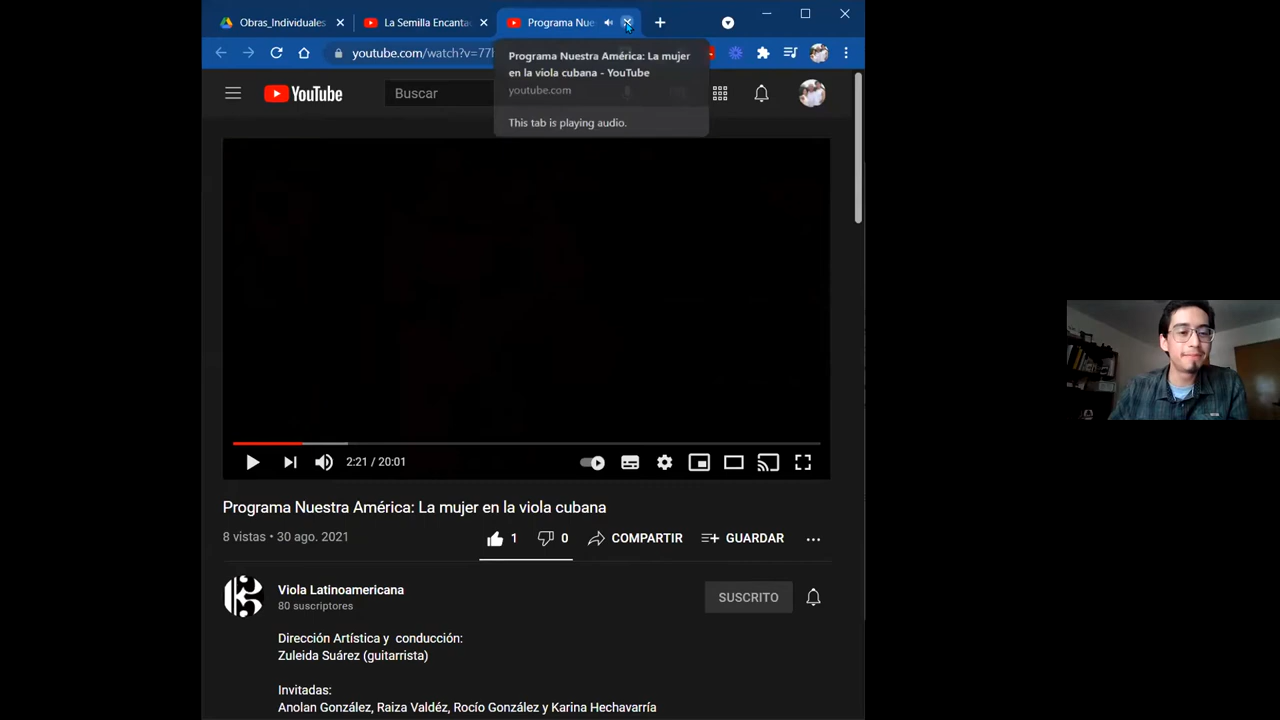 Obras_Individuales
La Semilla Encanta
Programa Nue
youtube.com/watch?v=77
Programa Nuestra América: La mujer
en la viola cubana - YouTube
youtube.com
This tab is playing audio.
YouTube
Buscar
2:21 / 20:01
Programa Nuestra América: La mujer en la viola cubana
8 vistas • 30 ago. 2021
1
0
COMPARTIR
GUARDAR
Viola Latinoamericana
80 suscriptores
SUSCRITO
Dirección Artística y conducción:
Zuleida Suárez (guitarrista)
Invitadas:
Anolan González, Raiza Valdéz, Rocío González y Karina Hechavarría